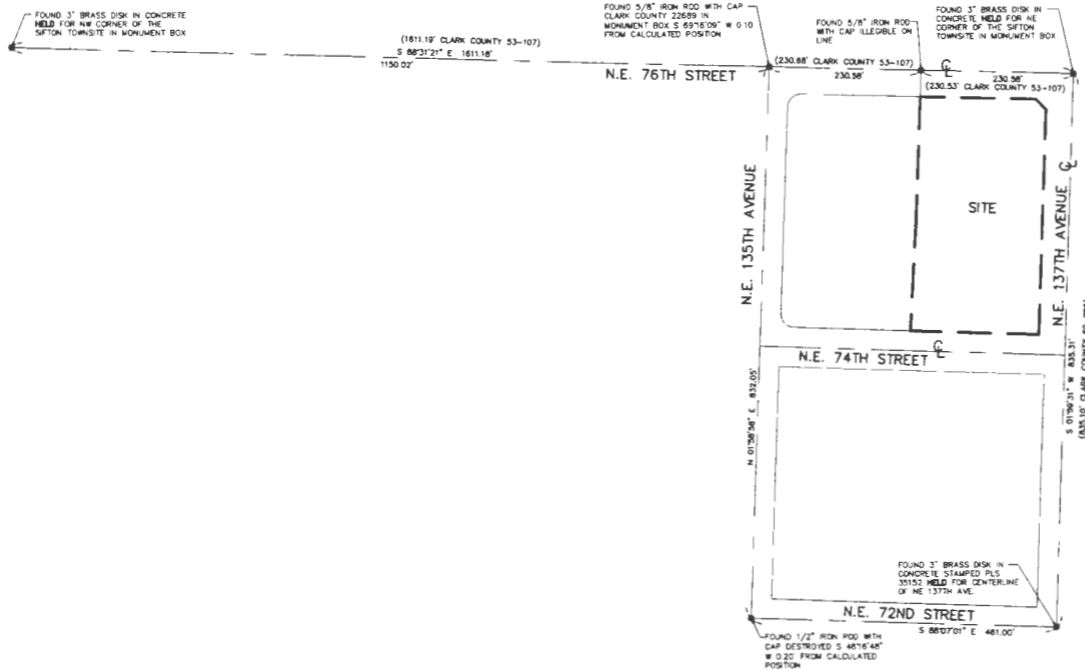 FOUND 3" BRASS DISK IN CONCRETE
HELD FOR NW CORNER OF THE
SIFTON TOWNSITE IN MONUMENT BOX
(1611.19' CLARK COUNTY 53-107)
S 88°31'21" E 1611.18'
1150.02'
FOUND 5/8" IRON ROD WITH CAP
CLARK COUNTY 22689 IN
MONUMENT BOX S 69°16'09" W 0.10
FROM CALCULATED POSITION
N.E. 76TH STREET
FOUND 5/8" IRON ROD
WITH CAP ILLEGIBLE ON
LINE
(230.68' CLARK COUNTY 53-107)
230.58'
FOUND 3" BRASS DISK IN
CONCRETE HELD FOR NE
CORNER OF THE SIFTON
TOWNSITE IN MONUMENT BOX
230.58'
(230.53' CLARK COUNTY 53-107)
N.E. 135TH AVENUE
SITE
N.E. 137TH AVENUE
N.E. 74TH STREET
N 01°58'58" E 832.05'
S 01°59'31" W 835.31'
(835.10' CLARK COUNTY
FOUND 3" BRASS DISK IN
CONCRETE STAMPED PLS
35152 HELD FOR CENTERLINE
OF NE 137TH AVE.
N.E. 72ND STREET
S 88°07'01" E 461.00'
FOUND 1/2" IRON ROD WITH
CAP DESTROYED S 46°16'48"
W 0.20' FROM CALCULATED
POSITION